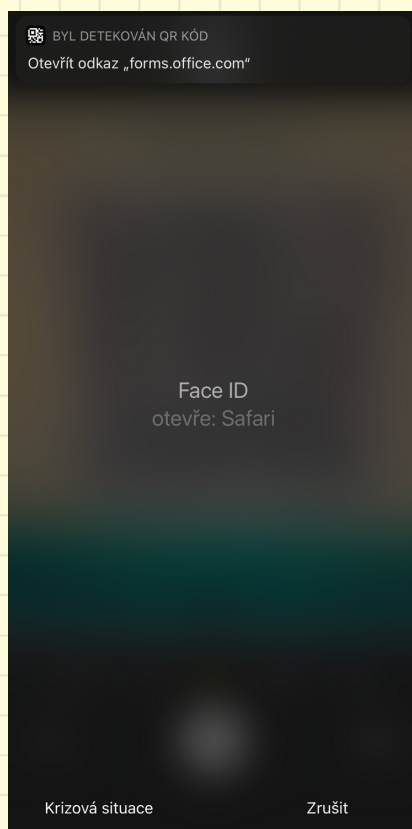 BYL DETEKOVÁN QR KÓD
Otevřít odkaz „forms.office.com“
Face ID
otevře: Safari
Krizová situace
Zrušit